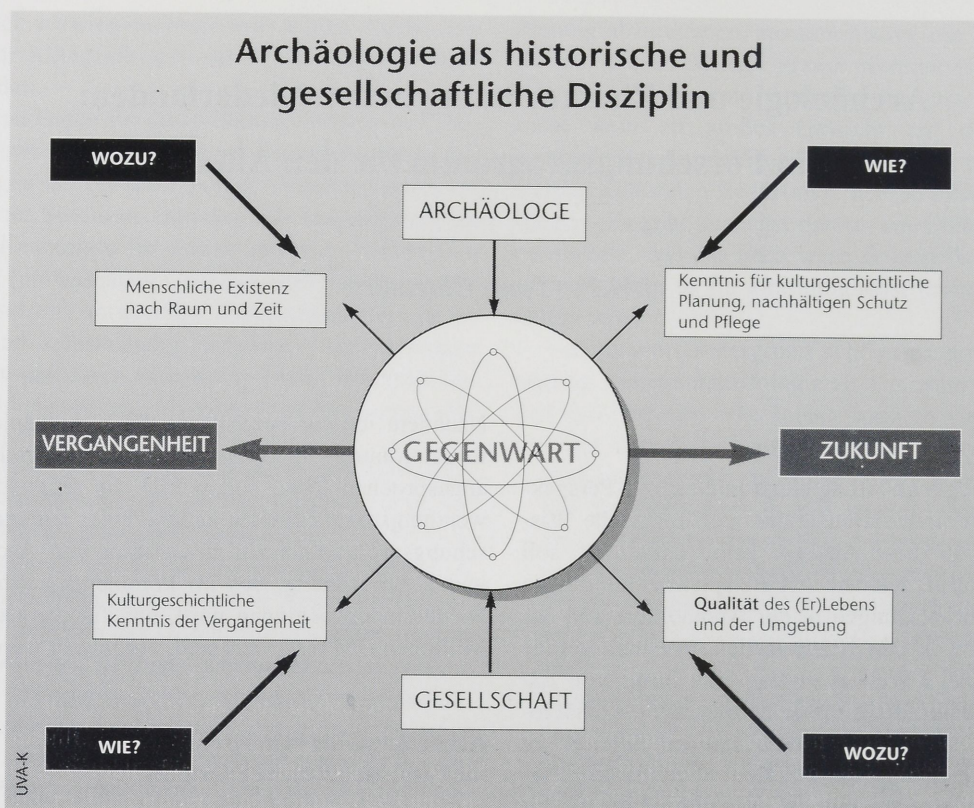 Archäologie als historische und
gesellschaftliche Disziplin
WOZU?
WIE?
ARCHÄOLOGE
Menschliche Existenz
nach Raum und Zeit
Kenntnis für kulturgeschichtliche
Planung, nachhältigen Schutz
und Pflege
VERGANGENHEIT
GEGENWART
ZUKUNFT
Kulturgeschichtliche
Kenntnis der Vergangenheit
Qualität des (Er)Lebens
und der Umgebung
GESELLSCHAFT
WIE?
WOZU?
UVA-K